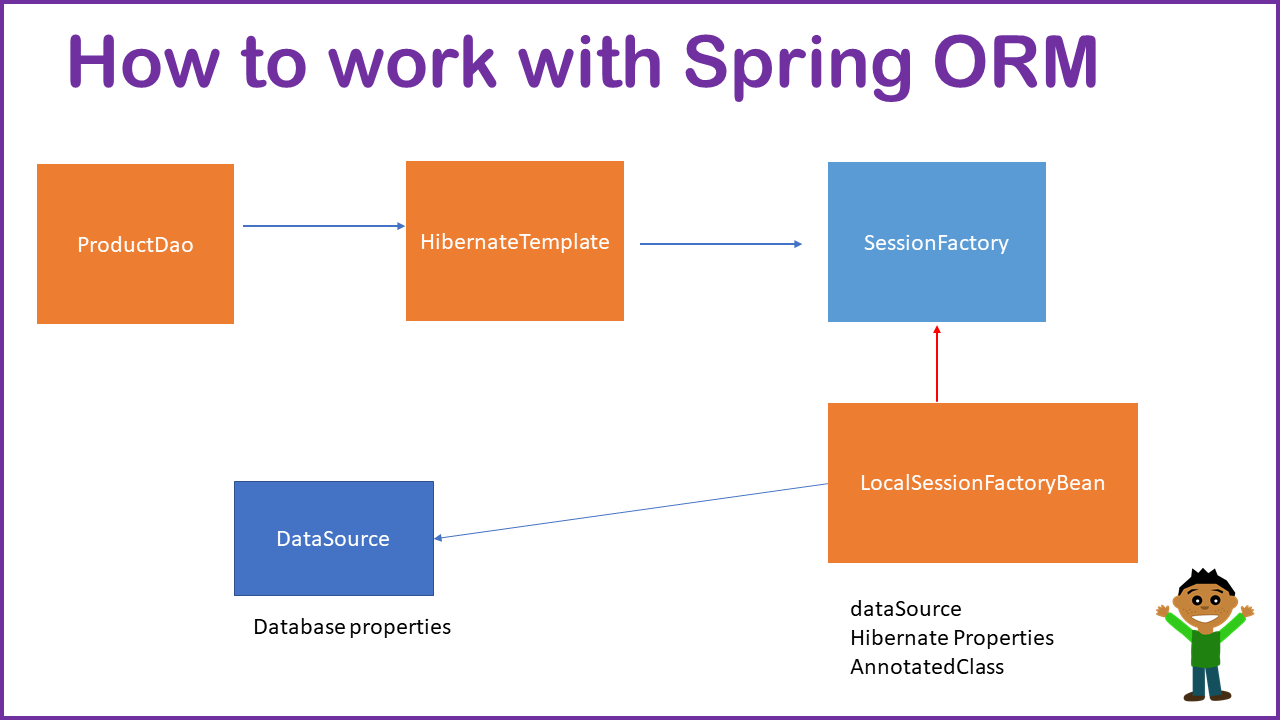 How to work with Spring ORM
ProductDao
HibernateTemplate
SessionFactory
LocalSessionFactoryBean
DataSource
Database properties
dataSource
Hibernate Properties
AnnotatedClass